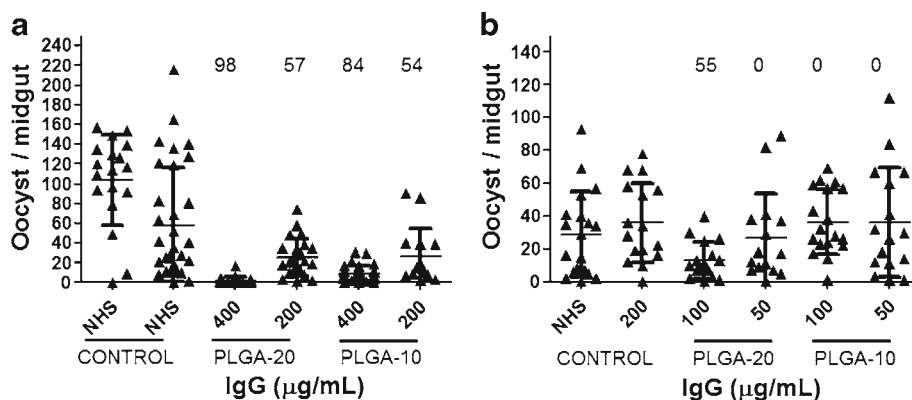 a
Oocyst / midgut
240
220
200
180
160
140
120
100
80
60
40
20
0
98 57 84 54
NHS NHS 400 200 400 200
CONTROL PLGA-20 PLGA-10
IgG (μg/mL)
b
Oocyst / midgut
140
120
100
80
60
40
20
0
55 0 0 0
NHS 200 100 50 100 50
CONTROL PLGA-20 PLGA-10
IgG (μg/mL)